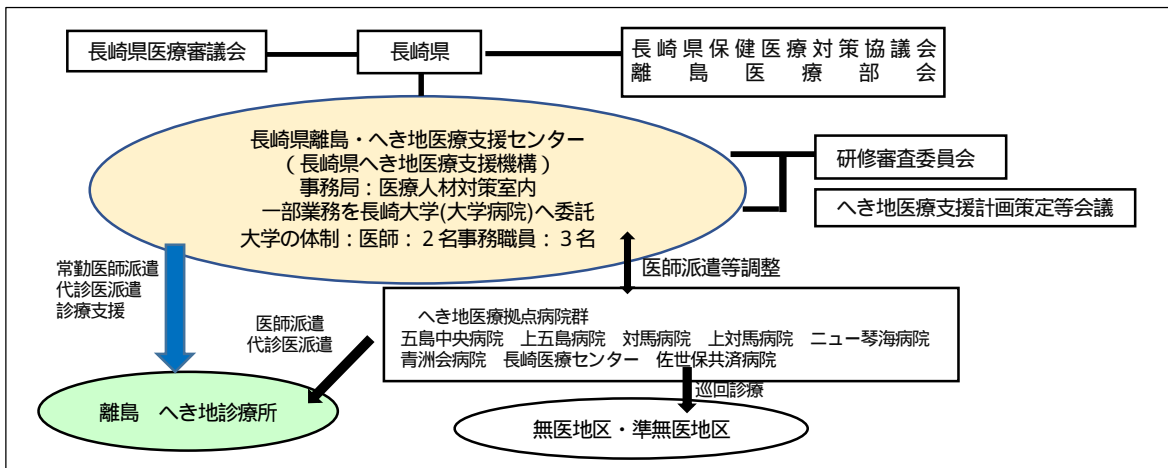 長崎県医療審議会
長崎県
長崎県保健医療対策協議会
離島医療部会
長崎県離島・へき地医療支援センター
(長崎県へき地医療支援機構)
事務局:医療人材対策室内
一部業務を長崎大学(大学病院)へ委託
大学の体制:医師:2名事務職員:3名
研修審査委員会
へき地医療支援計画策定等会議
常勤医師派遣
代診医派遣
診療支援
医師派遣等調整
医師派遣
代診医派遣
へき地医療拠点病院群
五島中央病院 上五島病院 対馬病院 上対馬病院 ニュー琴海病院
青洲会病院 長崎医療センター 佐世保共済病院
巡回診療
離島 へき地診療所
無医地区・準無医地区